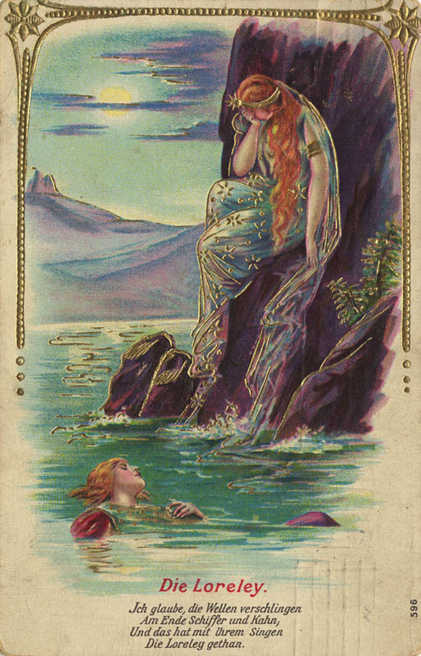 Die Loreley.
Ich glaube, die Wellen verschlingen
Am Ende Schiffer und Kahn,
Und das hat mit Ihrem Singen
Die Loreley gethan.
596